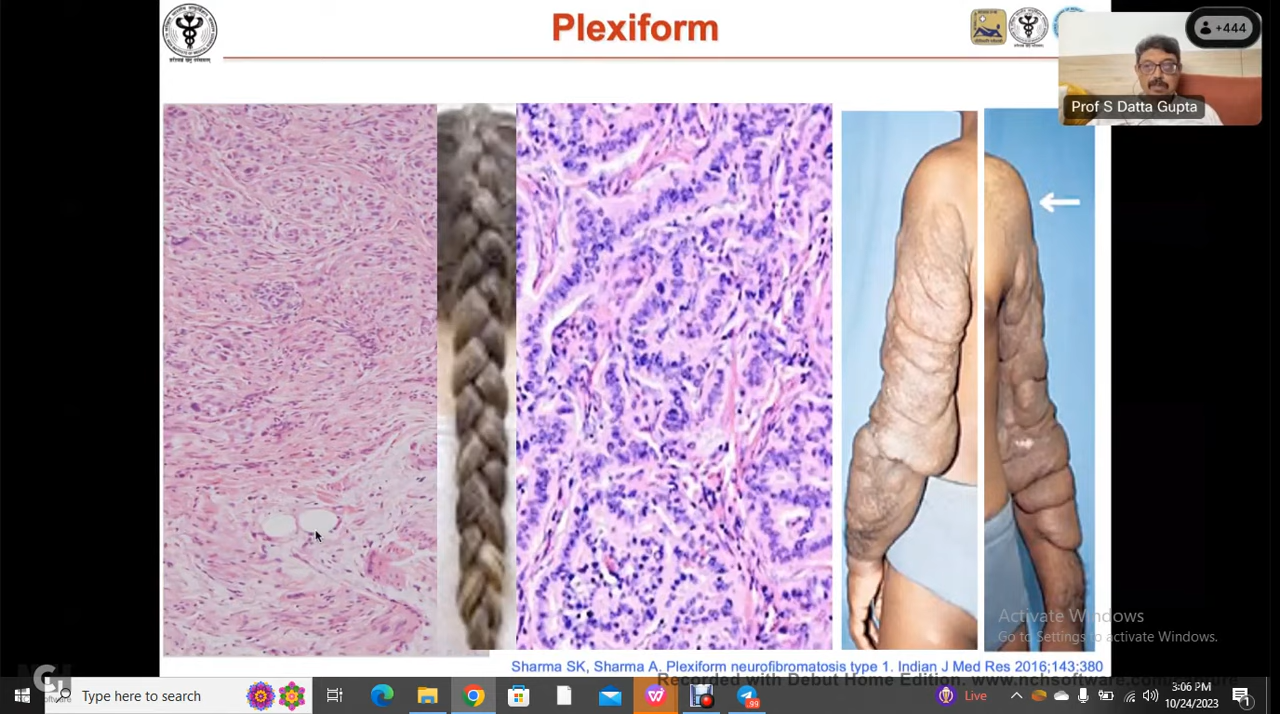 Plexiform
+444
Prof S Datta Gupta
Activate Windows
Go to Settings to activate Windows.
Sharma SK, Sharma A. Plexiform neurofibromatosis type 1. Indian J Med Res 2016;143:380
Recorded with Debut Home Edition. www.nchsoftware.com
Type here to search
.99
Live
3:06 PM
10/24/2023
1